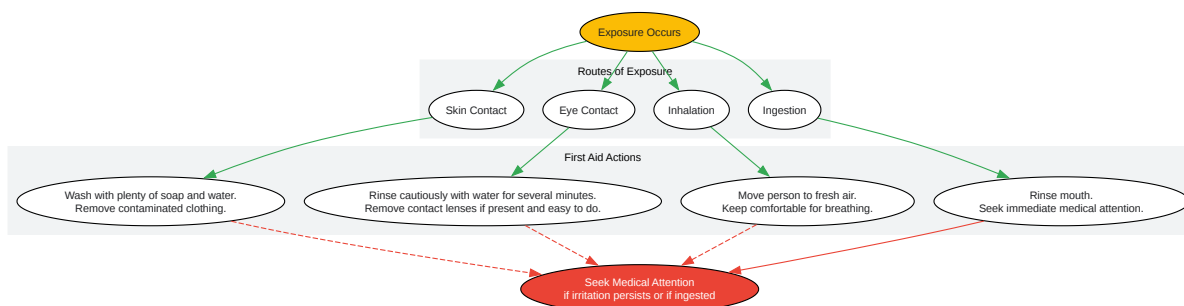 Exposure Occurs
Routes of Exposure
Skin Contact
Eye Contact
Inhalation
Ingestion
First Aid Actions
Wash with plenty of soap and water.
Remove contaminated clothing.
Rinse cautiously with water for several minutes.
Remove contact lenses if present and easy to do.
Move person to fresh air.
Keep comfortable for breathing.
Rinse mouth.
Seek immediate medical attention.
Seek Medical Attention
if irritation persists or if ingested